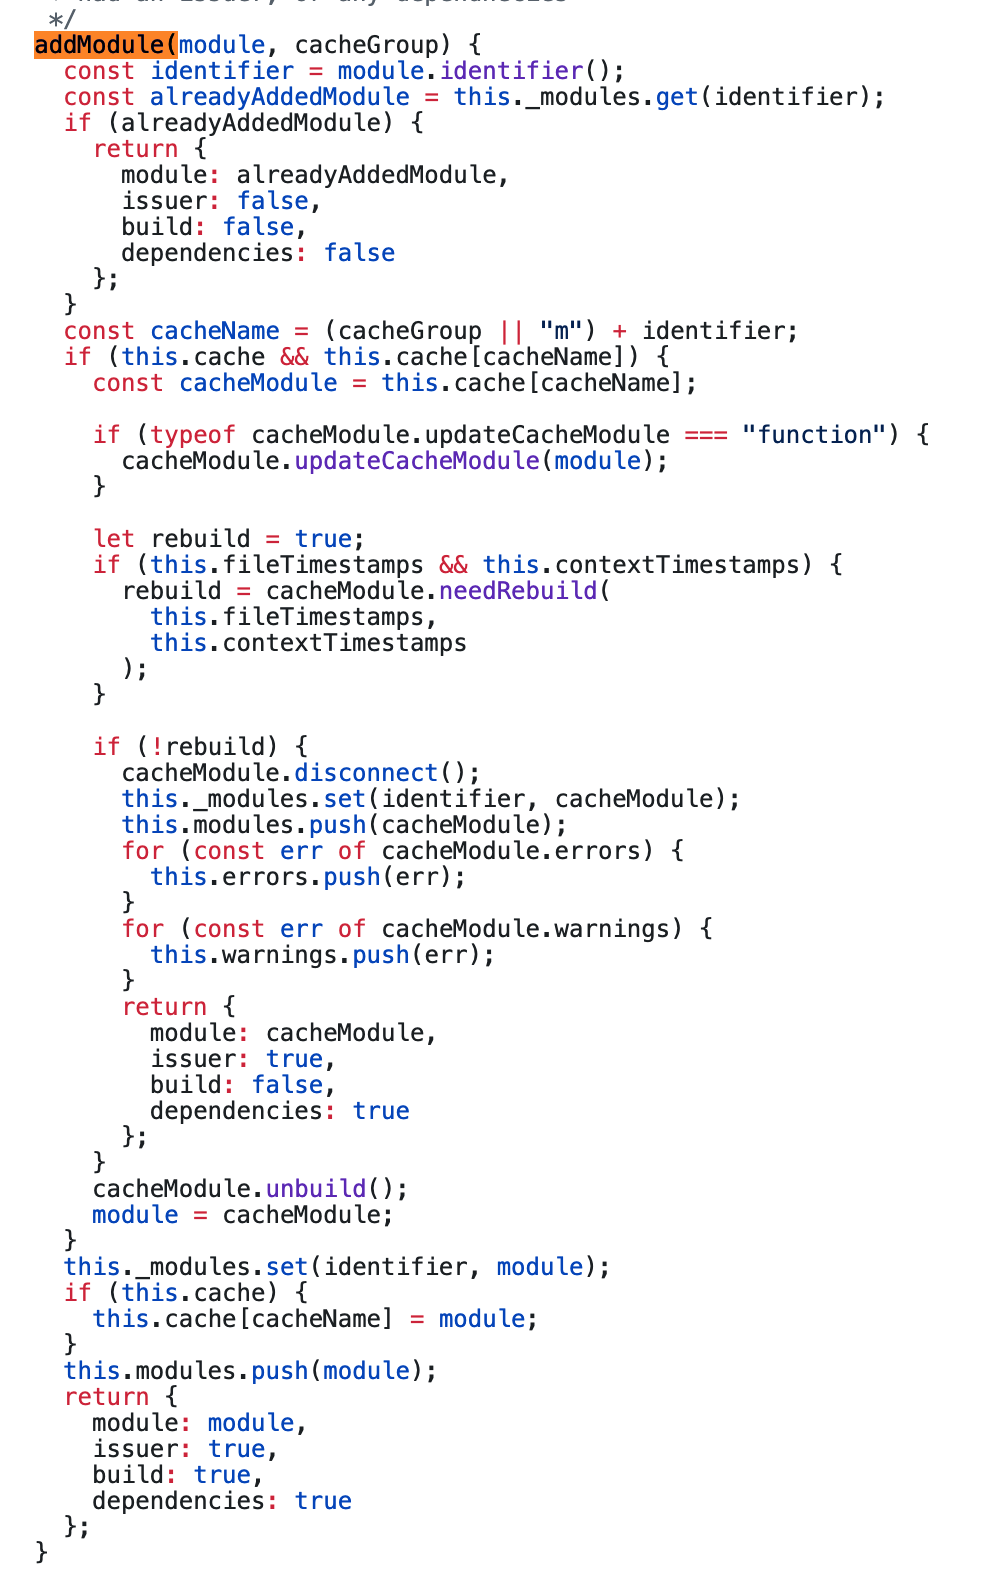 had an issuer, or any dependencies
*/
addModule(module, cacheGroup) {
const identifier = module.identifier();
const alreadyAddedModule = this._modules.get(identifier);
if (alreadyAddedModule) {
return {
module: alreadyAddedModule,
issuer: false,
build: false,
dependencies: false
};
}
const cacheName = (cacheGroup || "m") + identifier;
if (this.cache && this.cache[cacheName]) {
const cacheModule = this.cache[cacheName];
if (typeof cacheModule.updateCacheModule === "function") {
cacheModule.updateCacheModule(module);
}
let rebuild = true;
if (this.fileTimestamps && this.contextTimestamps) {
rebuild = cacheModule.needRebuild(
this.fileTimestamps,
this.contextTimestamps
);
}
if (!rebuild) {
cacheModule.disconnect();
this._modules.set(identifier, cacheModule);
this.modules.push(cacheModule);
for (const err of cacheModule.errors) {
this.errors.push(err);
}
for (const err of cacheModule.warnings) {
this.warnings.push(err);
}
return {
module: cacheModule,
issuer: true,
build: false,
dependencies: true
};
}
cacheModule.unbuild();
module = cacheModule;
}
this._modules.set(identifier, module);
if (this.cache) {
this.cache[cacheName] = module;
}
this.modules.push(module);
return {
module: module,
issuer: true,
build: true,
dependencies: true
};
}